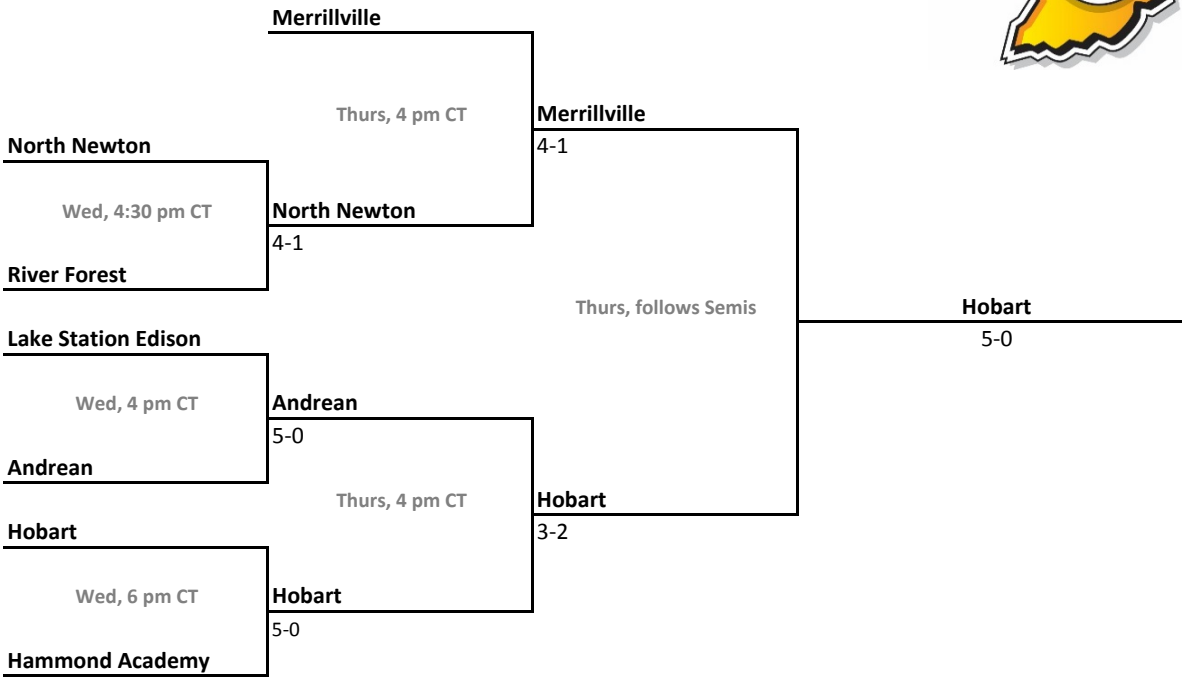 Merrillville
Thurs, 4 pm CT
Merrillville
North Newton
4-1
Wed, 4:30 pm CT
North Newton
4-1
River Forest
Thurs, follows Semis
Hobart
Lake Station Edison
5-0
Wed, 4 pm CT
Andrean
5-0
Andrean
Thurs, 4 pm CT
Hobart
Hobart
3-2
Wed, 6 pm CT
Hobart
5-0
Hammond Academy